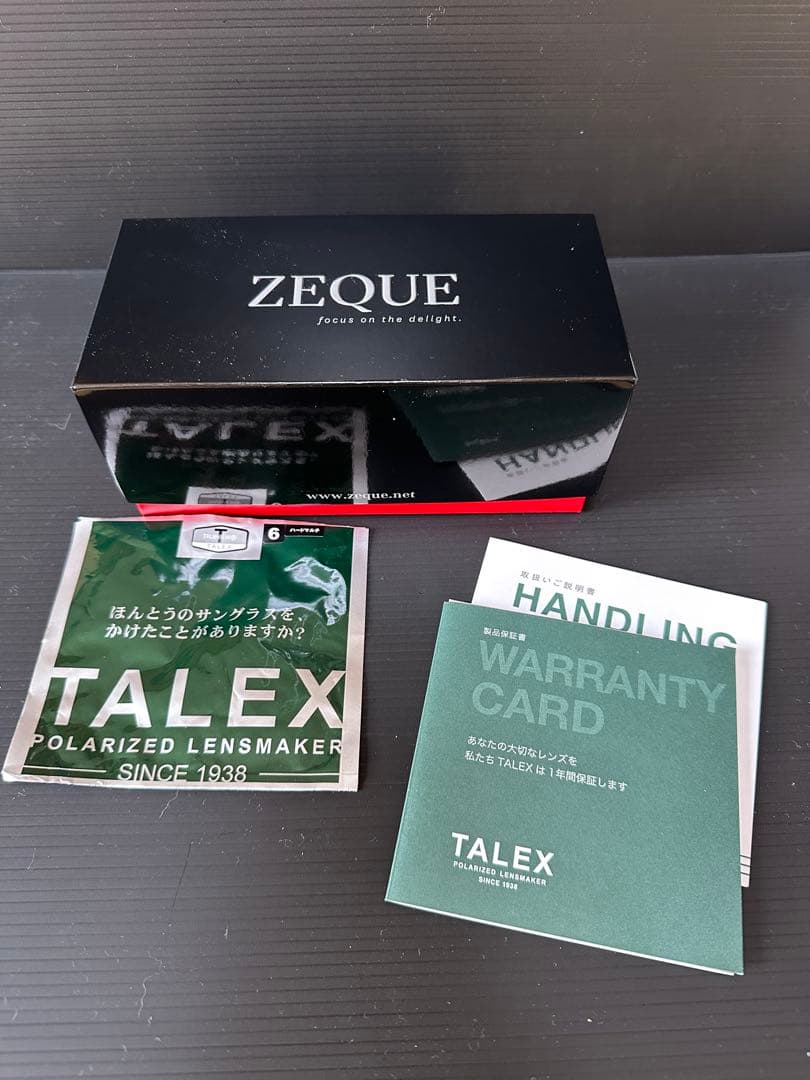 ZEQUE
focus on the delight.
www.zeque.net
TALEX
6
ハードマルチ
ほんとうのサングラスを、
かけたことがありますか?
TALEX
POLARIZED LENSMAKER
SINCE 1938
取扱いご説明書
HANDLING
製品保証書
WARRANTY
CARD
あなたの大切なレンズを
私たち TALEX は1年間保証します
TALEX
POLARIZED LENSMAKER
SINCE 1938